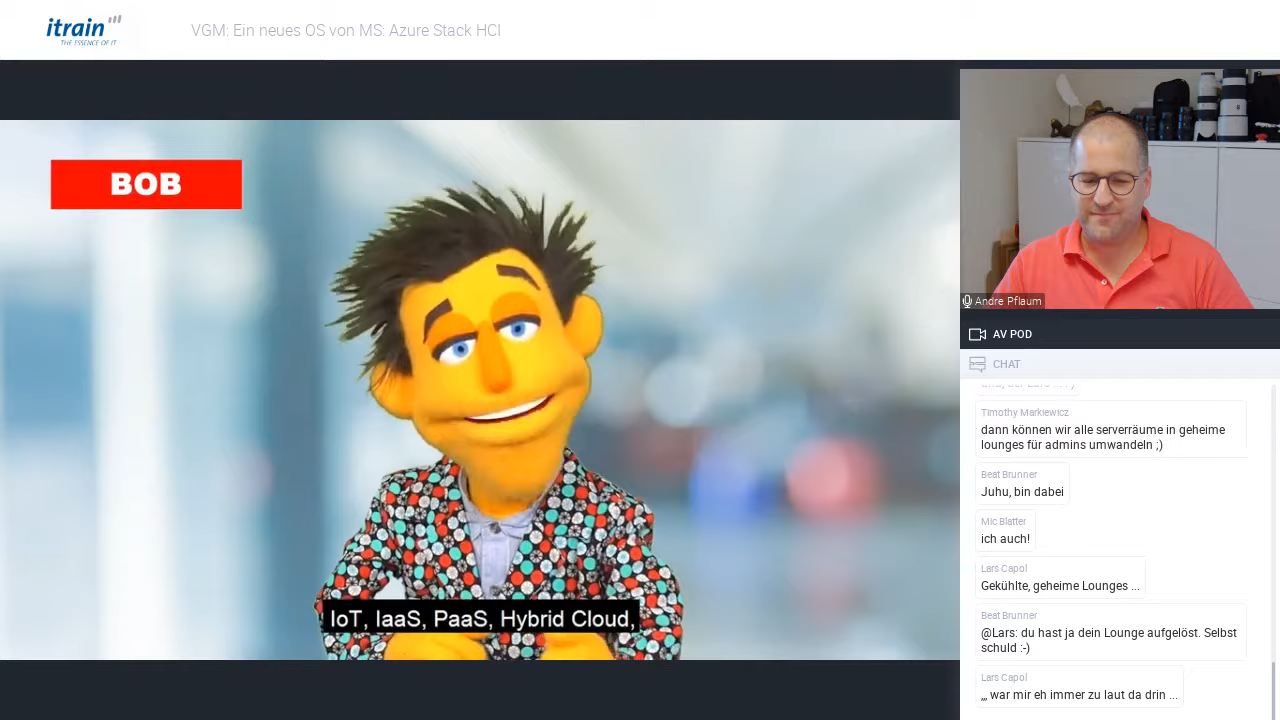 itrain
THE ESSENCE OF IT
VGM: Ein neues OS von MS: Azure Stack HCI
BOB
IoT, IaaS, PaaS, Hybrid Cloud,
Andre Pflaum
AV POD
CHAT
Timothy Markiewicz
dann können wir alle serverräume in geheime
lounges für admins umwandeln ;)
Beat Brunner
Juhu, bin dabei
Mic Blatter
ich auch!
Lars Capol
Gekühlte, geheime Lounges ...
Beat Brunner
@Lars: du hast ja dein Lounge aufgelöst. Selbst
schuld :-)
Lars Capol
,,, war mir eh immer zu laut da drin ...